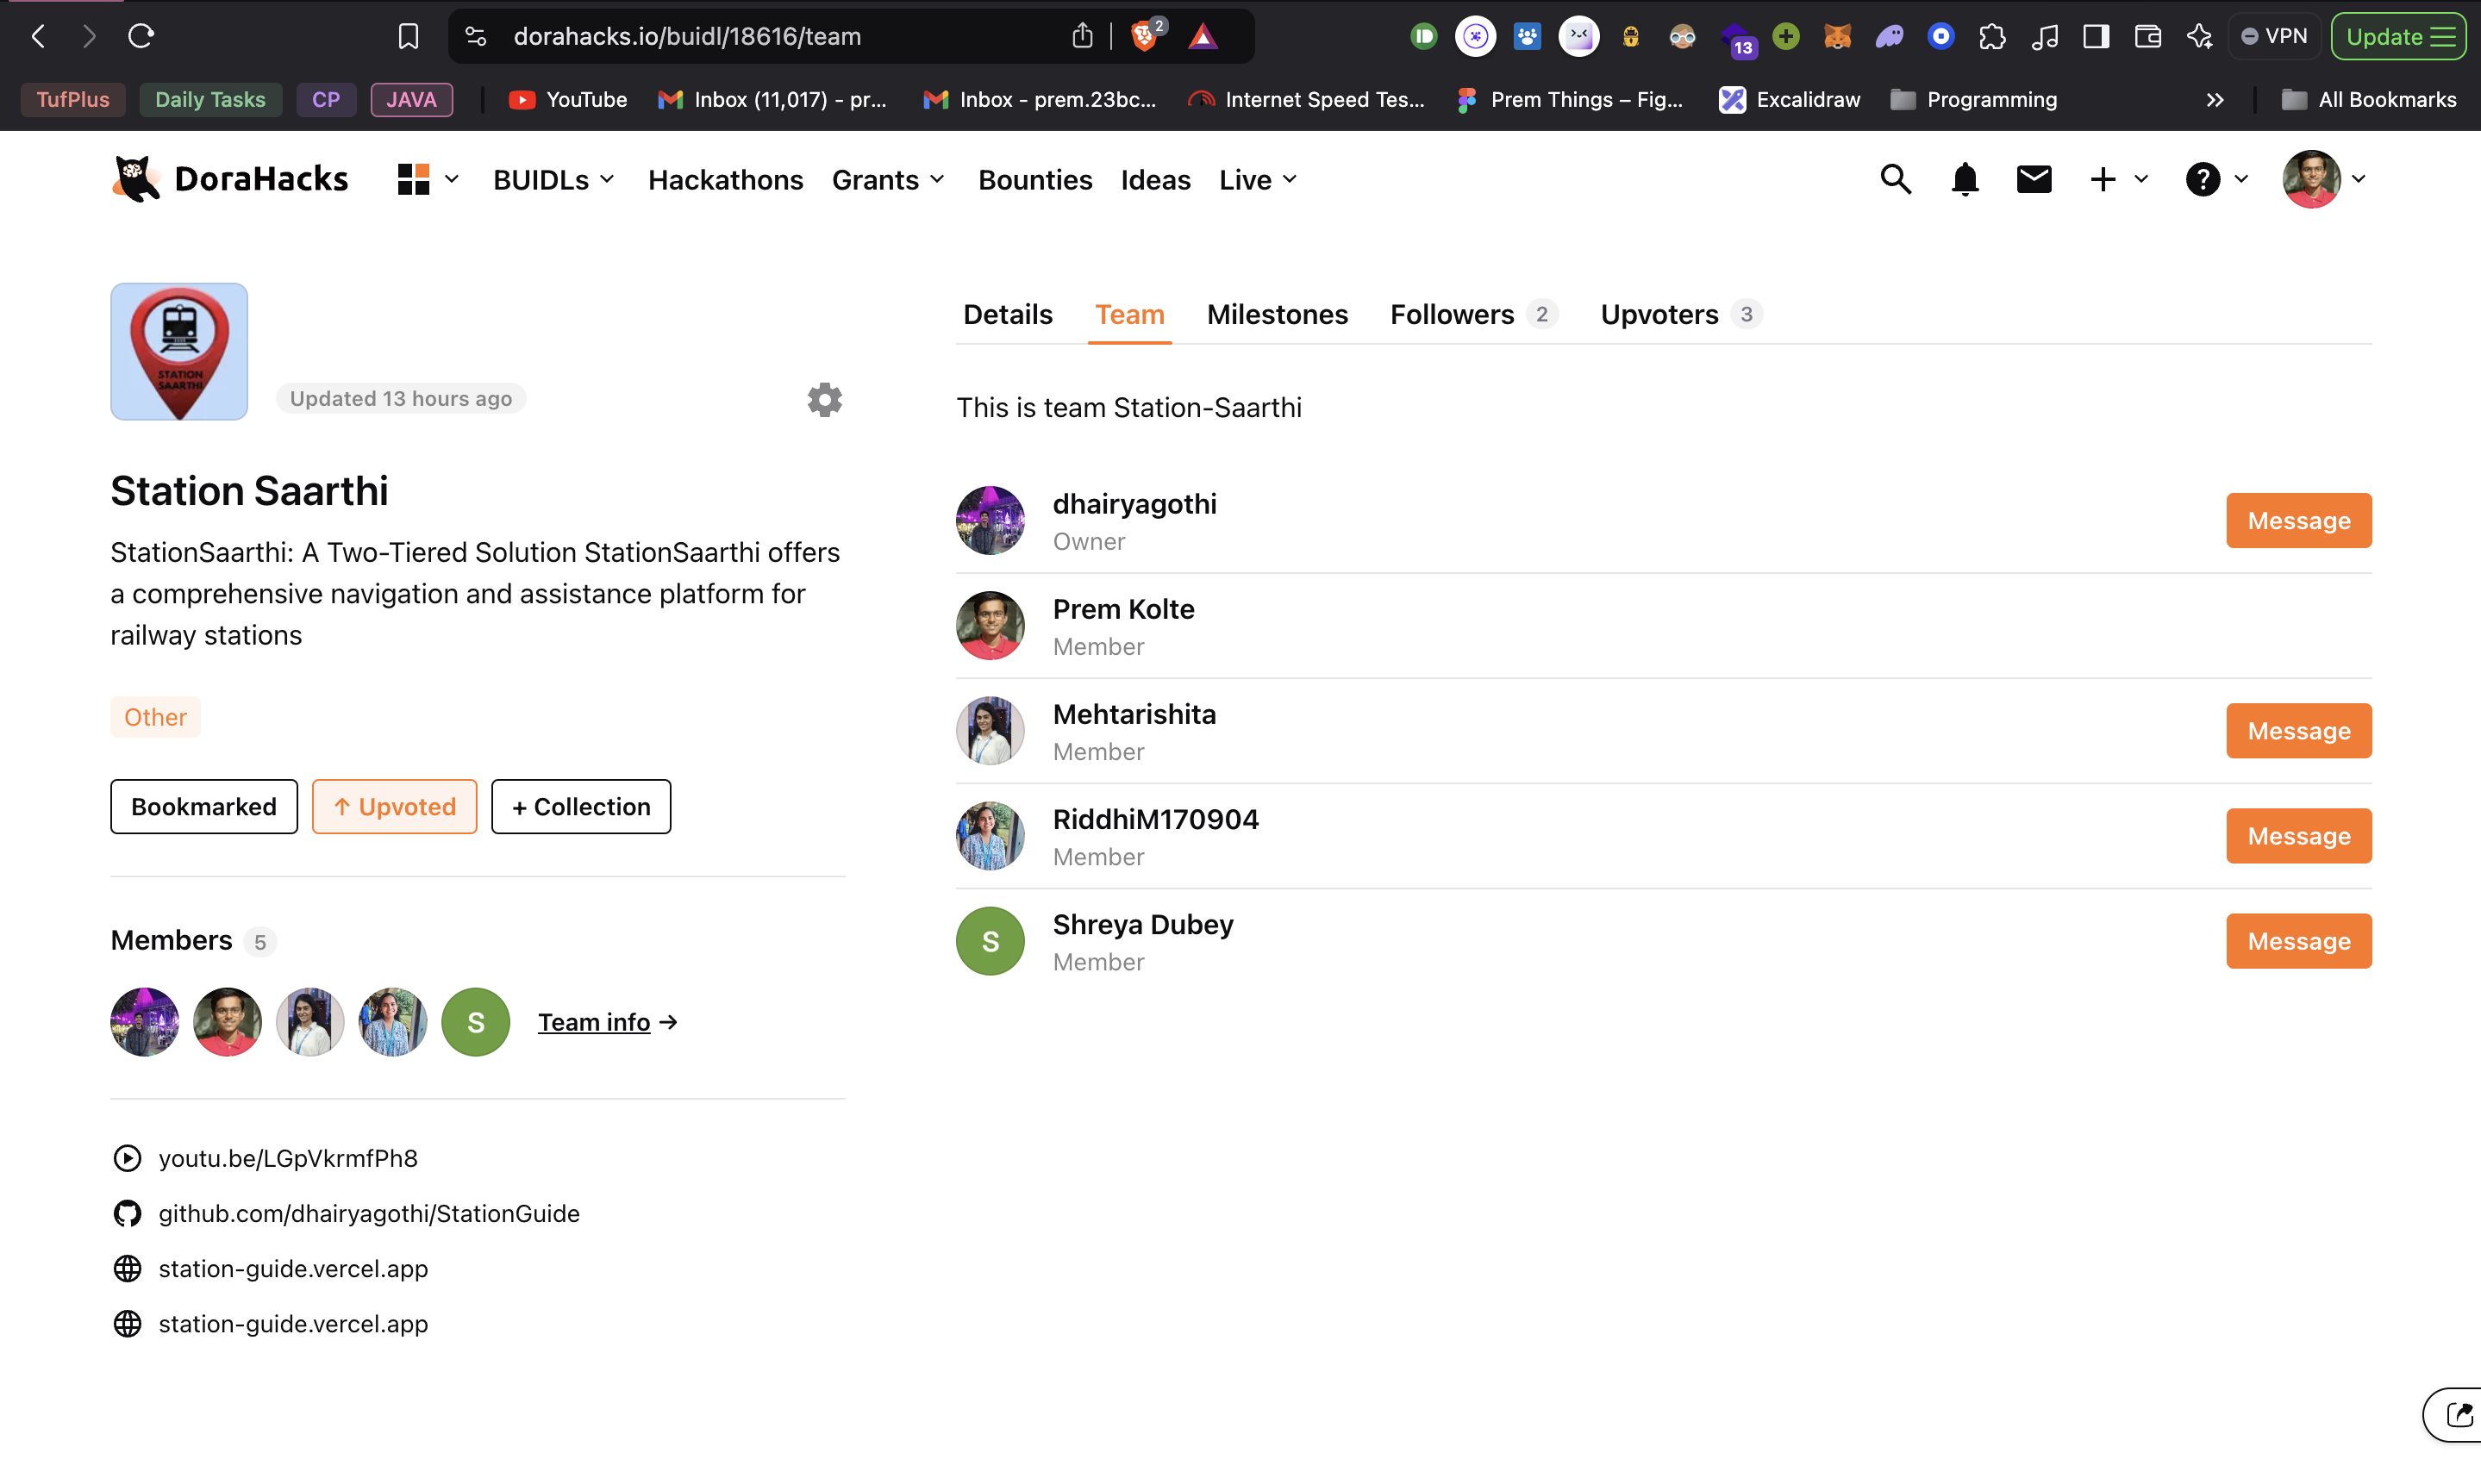 dorahacks.io/buidl/18616/team
2
13
VPN
Update
TufPlus
Daily Tasks
CP
JAVA
YouTube
Inbox (11,017) - pr...
Inbox - prem.23bc...
Internet Speed Tes...
Prem Things – Fig...
Excalidraw
Programming
All Bookmarks
DoraHacks
BUIDLs
Hackathons
Grants
Bounties
Ideas
Live
STATION
SAARTHI
Updated 13 hours ago
Station Saarthi
StationSaarthi: A Two-Tiered Solution StationSaarthi offers
a comprehensive navigation and assistance platform for
railway stations
Other
Bookmarked
↑ Upvoted
+ Collection
Members 5
S
Team info →
youtu.be/LGpVkrmfPh8
github.com/dhairyagothi/StationGuide
station-guide.vercel.app
station-guide.vercel.app
Details
Team
Milestones
Followers 2
Upvoters 3
This is team Station-Saarthi
dhairyagothi
Owner
Message
Prem Kolte
Member
Mehtarishita
Member
Message
RiddhiM170904
Member
Message
S
Shreya Dubey
Member
Message